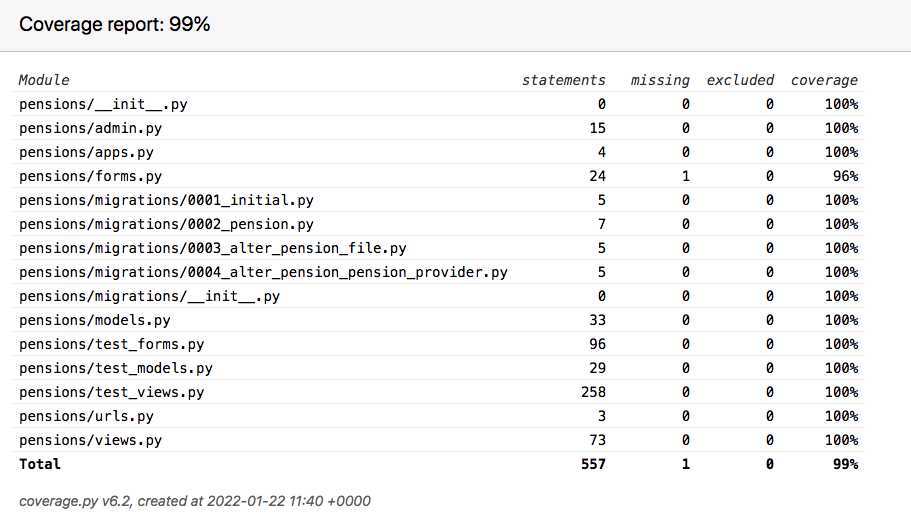 Coverage report: 99%
Module statements missing excluded coverage
pensions/__init__.py 0 0 0 100%
pensions/admin.py 15 0 0 100%
pensions/apps.py 4 0 0 100%
pensions/forms.py 24 1 0 96%
pensions/migrations/0001_initial.py 5 0 0 100%
pensions/migrations/0002_pension.py 7 0 0 100%
pensions/migrations/0003_alter_pension_file.py 5 0 0 100%
pensions/migrations/0004_alter_pension_pension_provider.py 5 0 0 100%
pensions/migrations/__init__.py 0 0 0 100%
pensions/models.py 33 0 0 100%
pensions/test_forms.py 96 0 0 100%
pensions/test_models.py 29 0 0 100%
pensions/test_views.py 258 0 0 100%
pensions/urls.py 3 0 0 100%
pensions/views.py 73 0 0 100%
Total 557 1 0 99%
coverage.py v6.2, created at 2022-01-22 11:40 +0000